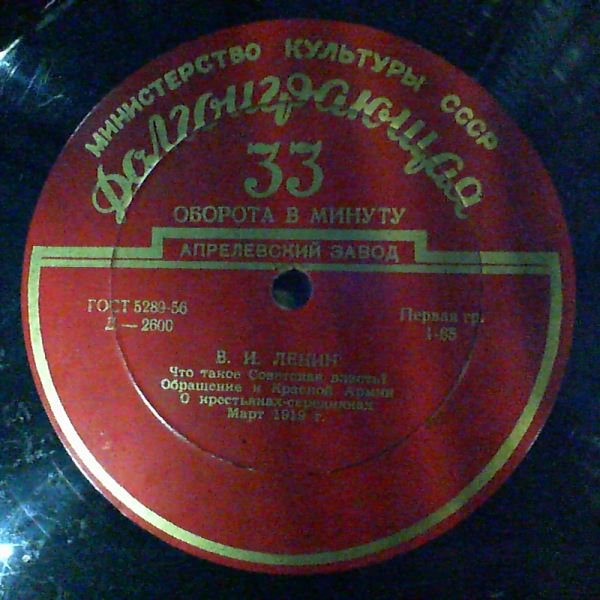 МИНИСТЕРСТВО КУЛЬТУРЫ СССР
Долгоиграющая
33
ОБОРОТА В МИНУТУ
АПРЕЛЕВСКИЙ ЗАВОД
ГОСТ 5289-56
Д — 2600
Первая гр.
1-65
В. И. ЛЕНИН
Что такое Советская власть?
Обращение к Красной Армии
О крестьянах-середняках
Март 1919 г.